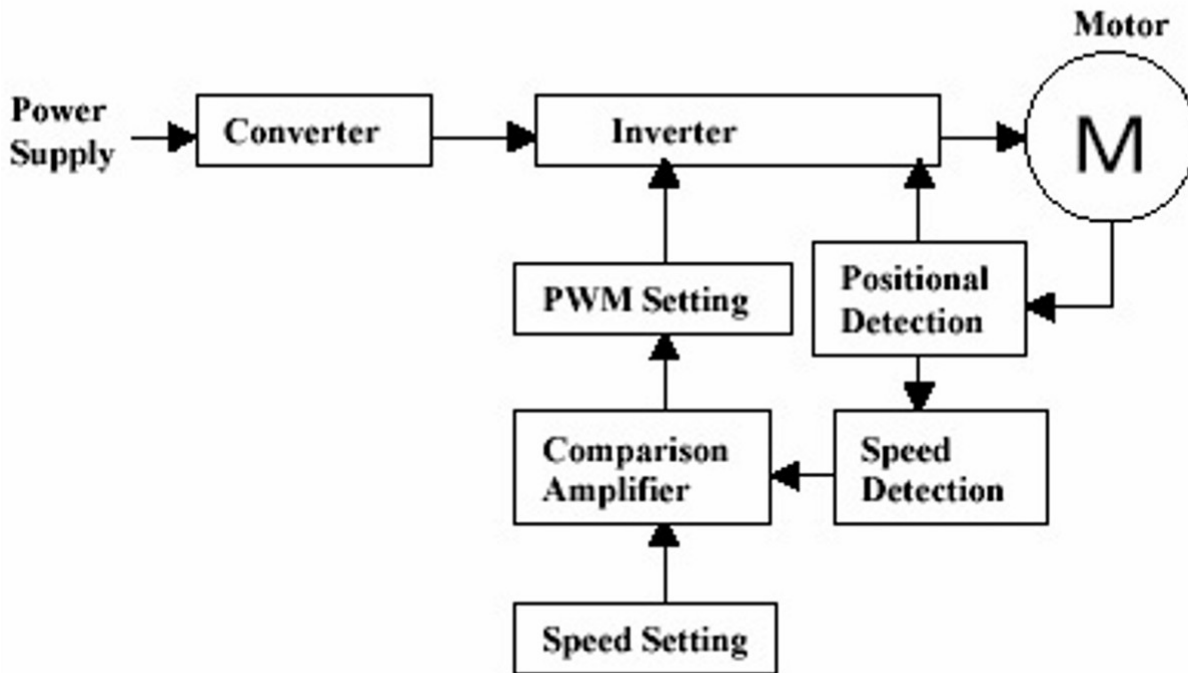 Motor
Power
Supply
Converter
Inverter
M
PWM Setting
Positional
Detection
Comparison
Amplifier
Speed
Detection
Speed Setting